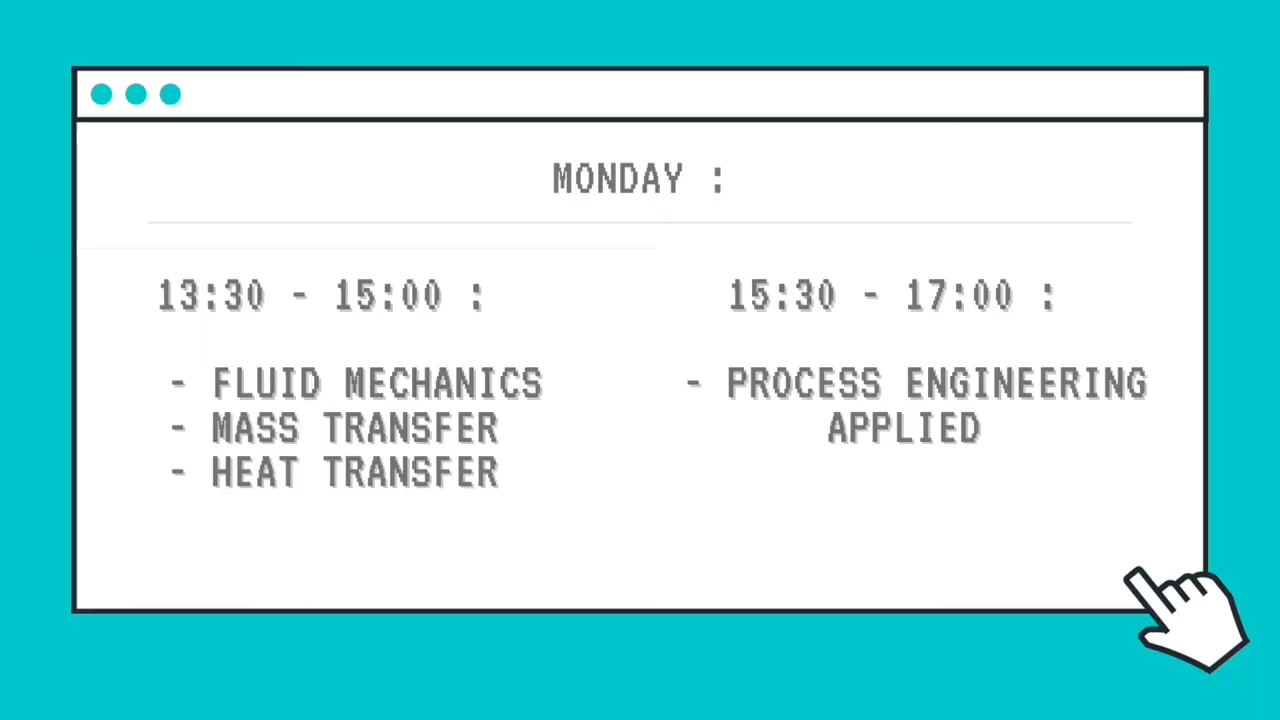 MONDAY :
13:30 - 15:00 :
- FLUID MECHANICS
- MASS TRANSFER
- HEAT TRANSFER
15:30 - 17:00 :
- PROCESS ENGINEERING
APPLIED